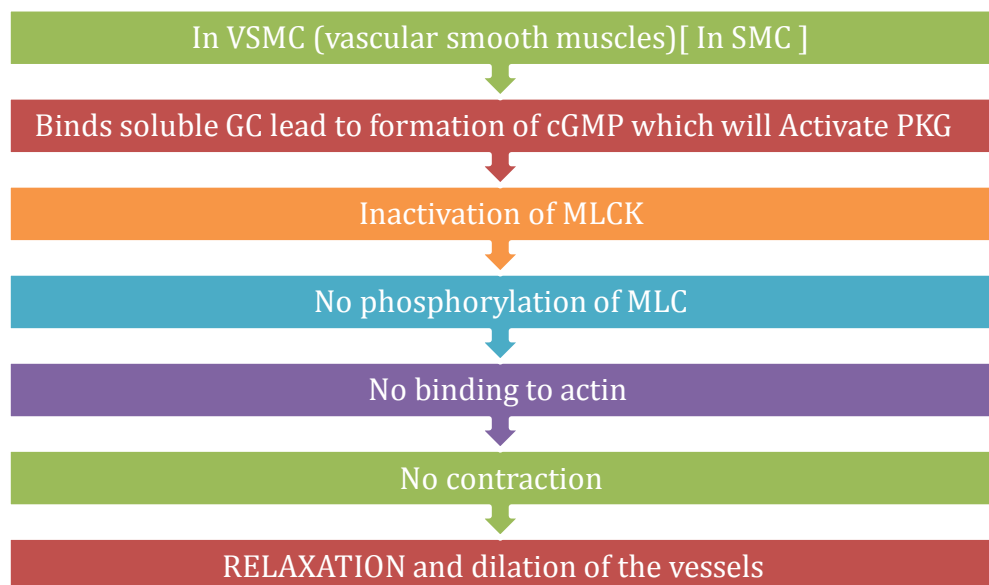 In VSMC (vascular smooth muscles)[ In SMC ]
Binds soluble GC lead to formation of cGMP which will Activate PKG
Inactivation of MLCK
No phosphorylation of MLC
No binding to actin
No contraction
RELAXATION and dilation of the vessels